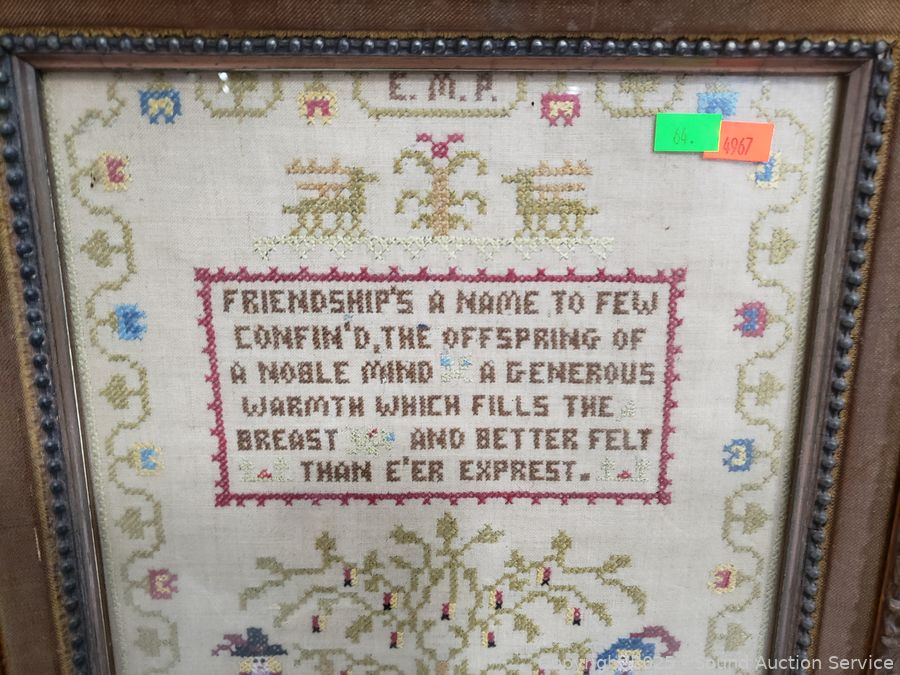 E. M. P.
64.
4967
FRIENDSHIP'S A NAME TO FEW
CONFIN'D, THE OFFSPRING OF
A NOBLE MIND A GENEROUS
WARMTH WHICH FILLS THE
BREAST AND BETTER FELT
THAN E'ER EXPREST.
Copyright 2025 - Sound Auction Service